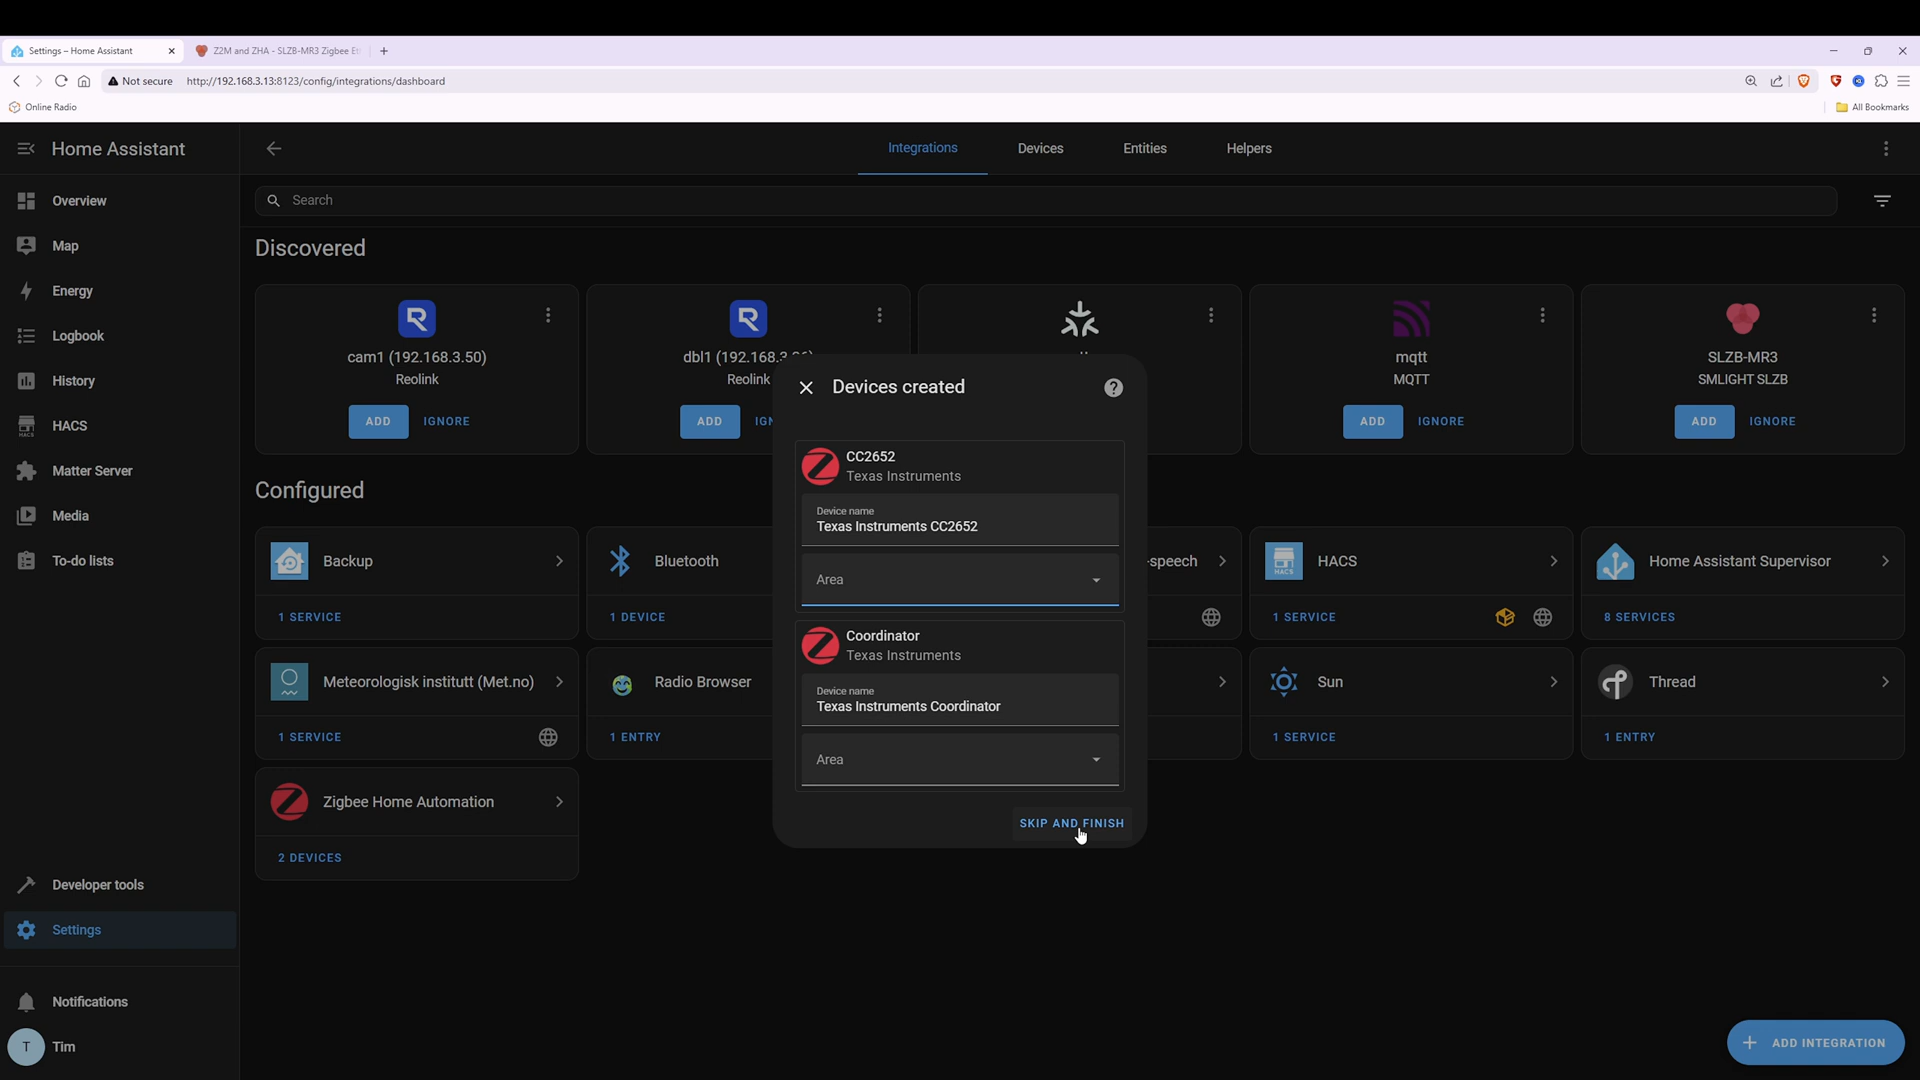 Settings – Home Assistant
Z2M and ZHA - SLZB-MR3 Zigbee Et
Not secure
http://192.168.3.13:8123/config/integrations/dashboard
Online Radio
All Bookmarks
Home Assistant
Integrations
Devices
Entities
Helpers
Overview
Map
Energy
Logbook
History
HACS
Matter Server
Media
To-do lists
Developer tools
Settings
Notifications
T
Tim
Search
Discovered
cam1 (192.168.3.50)
Reolink
ADD
IGNORE
Reolink
ADD
mqtt
MQTT
ADD
IGNORE
SLZB-MR3
SMLIGHT SLZB
ADD
IGNORE
Configured
Backup
1 SERVICE
Bluetooth
1 DEVICE
-speech
HACS
HACS
1 SERVICE
Home Assistant Supervisor
8 SERVICES
Meteorologisk institutt (Met.no)
1 SERVICE
Radio Browser
1 ENTRY
Sun
1 SERVICE
Thread
1 ENTRY
Zigbee Home Automation
2 DEVICES
Devices created
CC2652
Texas Instruments
Device name
Texas Instruments CC2652
Area
Coordinator
Texas Instruments
Device name
Texas Instruments Coordinator
Area
SKIP AND FINISH
ADD INTEGRATION